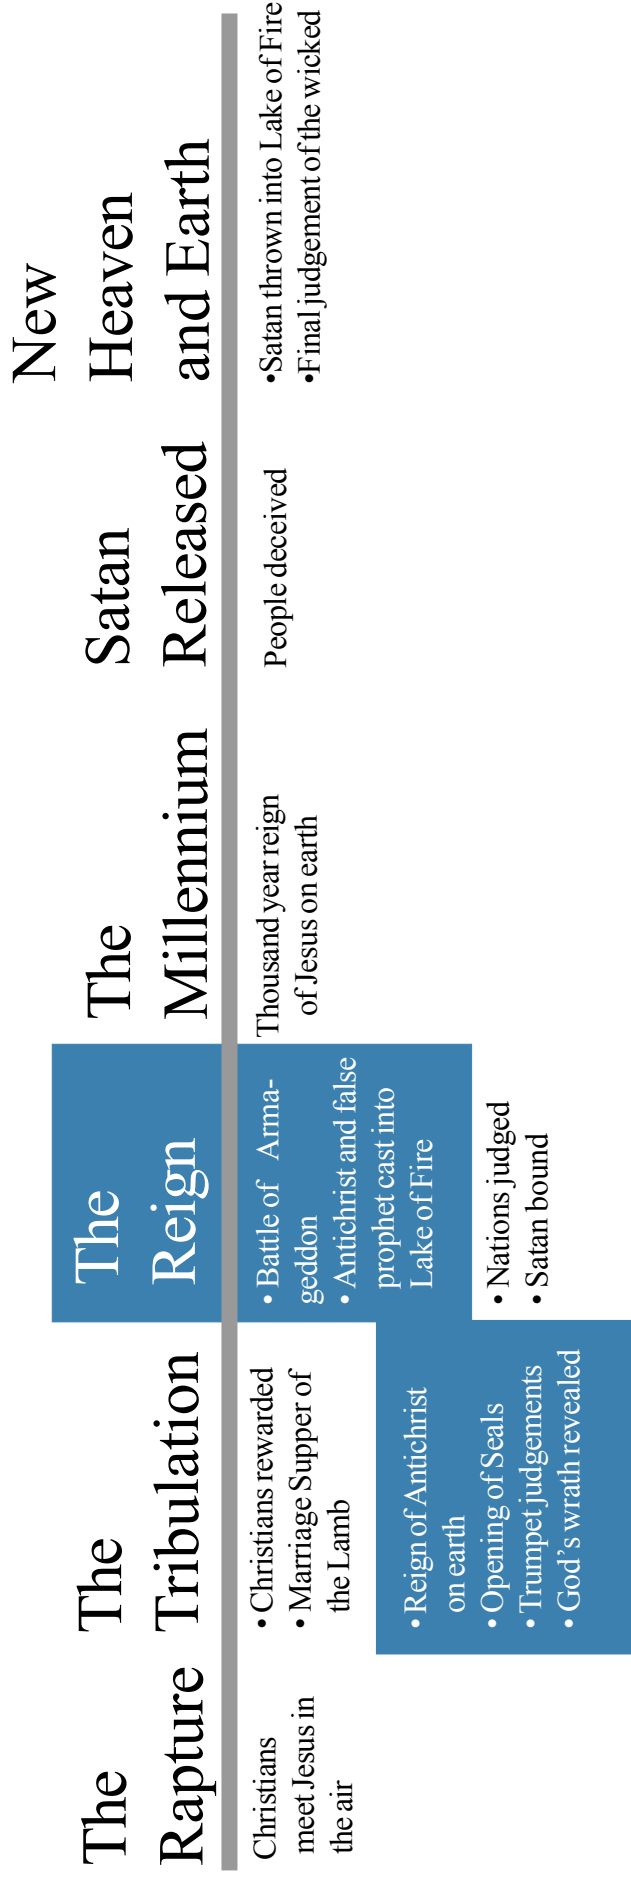 The
Rapture
Christians
meet Jesus in
the air
The
Tribulation
• Christians rewarded
• Marriage Supper of
the Lamb
• Reign of Antichrist
on earth
• Opening of Seals
• Trumpet judgements
• God’s wrath revealed
The
Reign
• Battle of Arma-
geddon
• Antichrist and false
prophet cast into
Lake of Fire
• Nations judged
• Satan bound
The
Millennium
Thousand year reign
of Jesus on earth
Satan
Released
People deceived
New
Heaven
and Earth
•Satan thrown into Lake of Fire
•Final judgement of the wicked